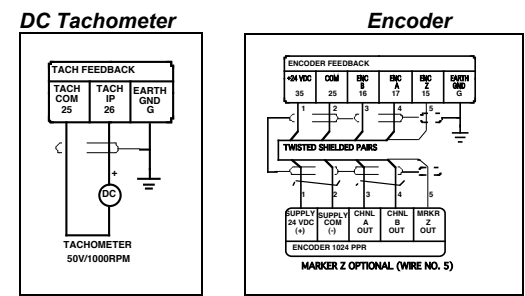 DC Tachometer
Encoder
TACH FEEDBACK
TACH COM 25
TACH IP 26
EARTH GND G
+
DC
TACHOMETER
50V/1000RPM
ENCODER FEEDBACK
+24 VDC 35
COM 25
ENC B 16
ENC A 17
ENC Z 15
EARTH GND G
1 2 3 4 5
TWISTED SHIELDED PAIRS
1 2 3 4 5
SUPPLY 24 VDC (+)
SUPPLY COM (-)
CHNL A OUT
CHNL B OUT
MRKR Z OUT
ENCODER 1024 PPR
MARKER Z OPTIONAL (WIRE NO. 5)